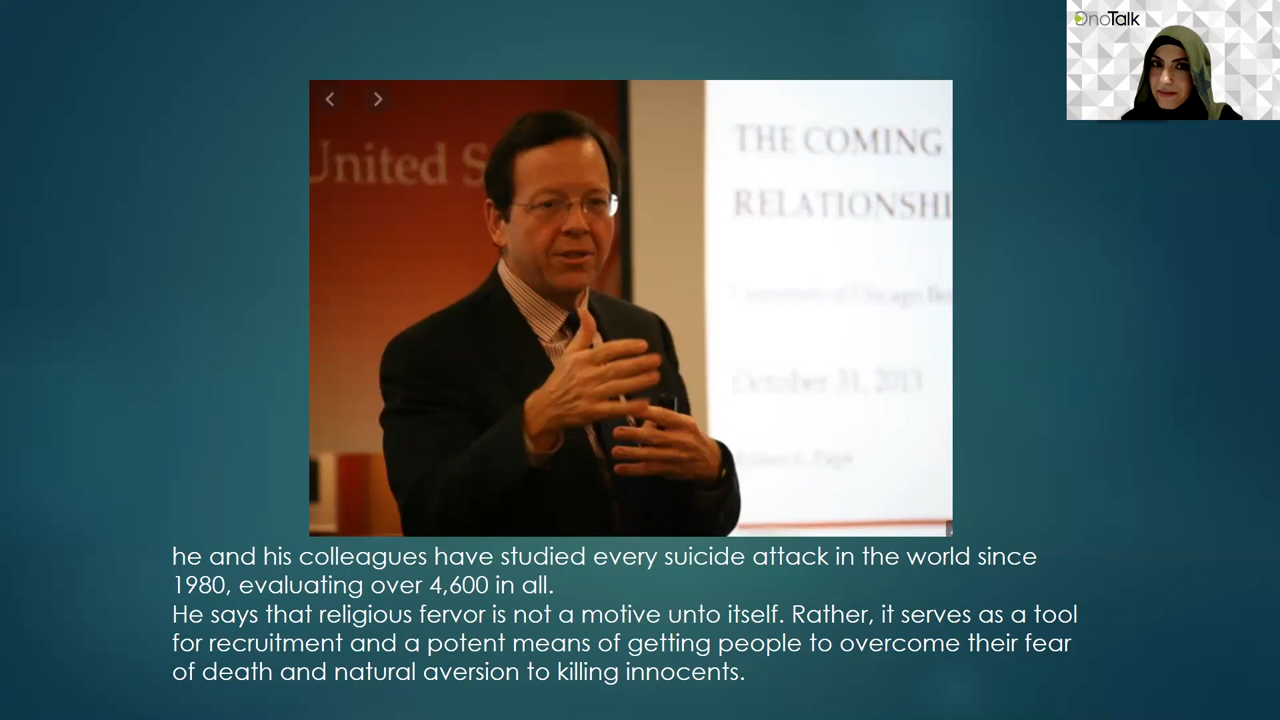 OnoTalk
United S
THE COMING
RELATIONSHI
October 31, 2013
he and his colleagues have studied every suicide attack in the world since
1980, evaluating over 4,600 in all.
He says that religious fervor is not a motive unto itself. Rather, it serves as a tool
for recruitment and a potent means of getting people to overcome their fear
of death and natural aversion to killing innocents.